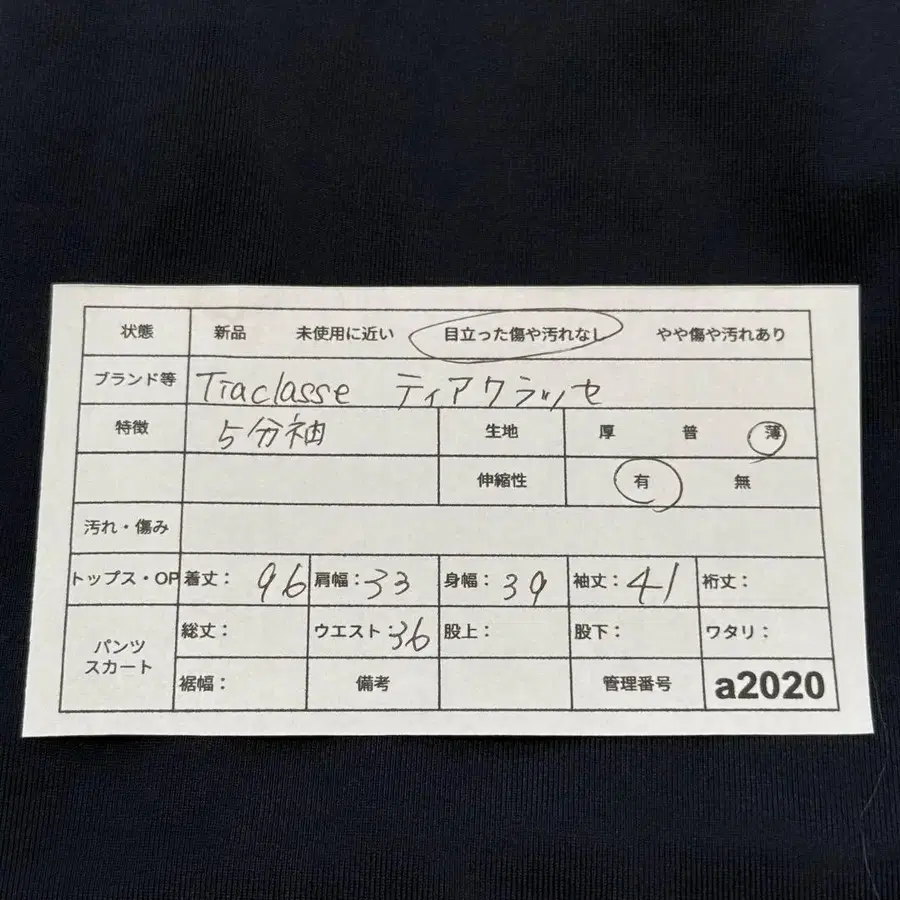 状態 新品 未使用に近い 目立った傷や汚れなし やや傷や汚れあり
ブランド等 Tiaclasse ティアクラッセ
特徴 5分袖 生地 厚 普 薄
伸縮性 有 無
汚れ・傷み
トップス・OP 着丈： 96 肩幅：33 身幅：39 袖丈：41 裄丈：
パンツ スカート 総丈： ウエスト：36 股上： 股下： ワタリ：
裾幅： 備考 管理番号 a2020